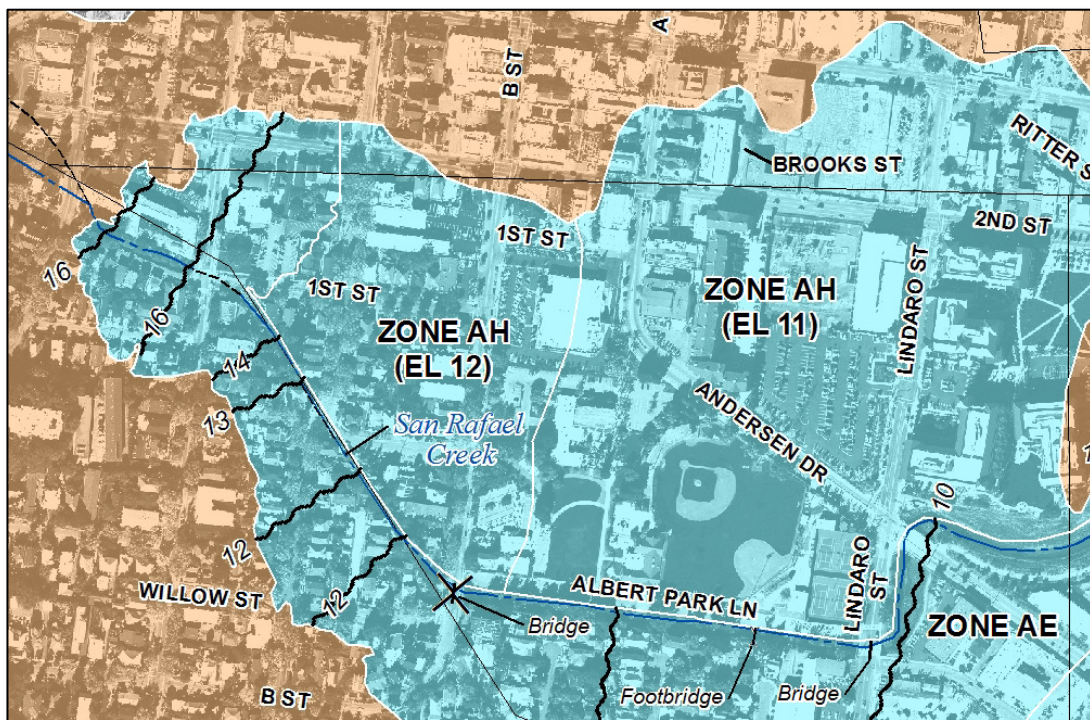 B ST
A
BROOKS ST
RITTER S
2ND ST
1ST ST
16
16
1ST ST
ZONE AH
(EL 12)
ZONE AH
(EL 11)
LINDARO ST
14
13
San Rafael
Creek
ANDERSEN DR
10
12
12
WILLOW ST
ALBERT PARK LN
LINDARO
ST
ZONE AE
Bridge
Footbridge
Bridge
B ST
1